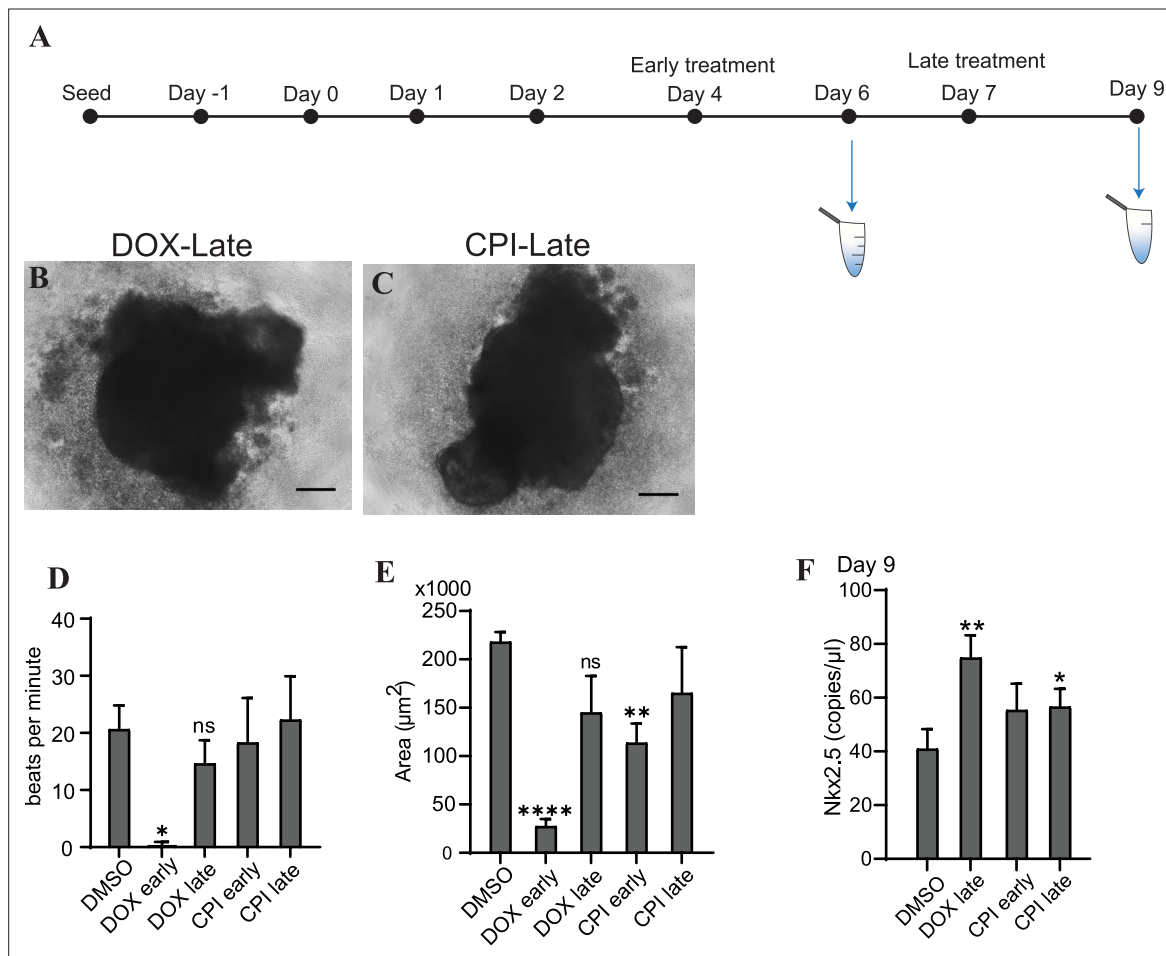 A
Early treatment
Late treatment
Seed
Day -1
Day 0
Day 1
Day 2
Day 4
Day 6
Day 7
Day 9
DOX-Late
CPI-Late
B
C
D
beats per minute
40
30
20
10
0
*
ns
DMSO
DOX early
DOX late
CPI early
CPI late
E
x1000
Area (µm²)
250
200
150
100
50
0
****
ns
**
DMSO
DOX early
DOX late
CPI early
CPI late
F
Day 9
Nkx2.5 (copies/µl)
100
80
60
40
20
0
**
*
DMSO
DOX late
CPI early
CPI late